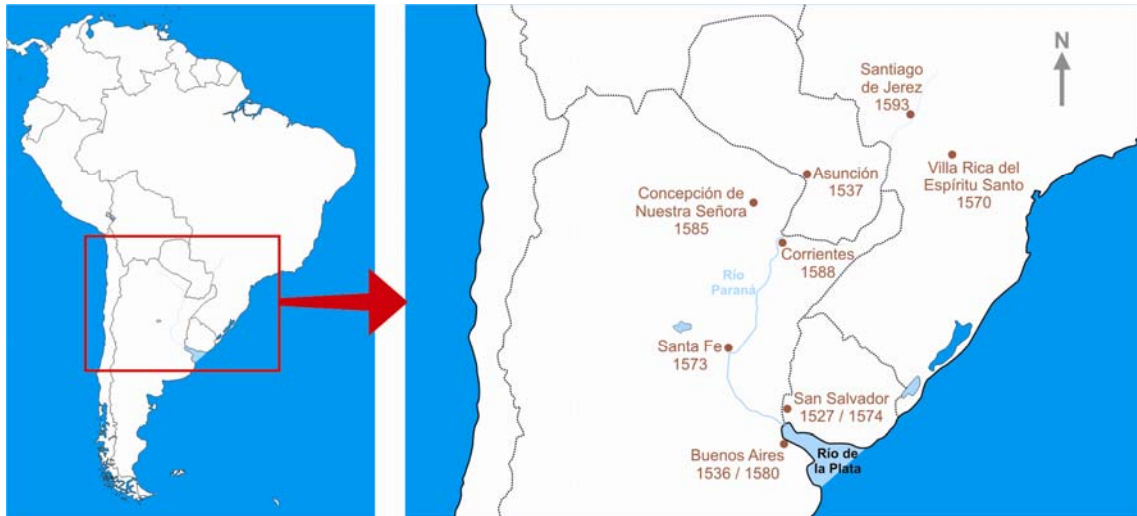 N
Santiago
de Jerez
1593
Villa Rica del
Espíritu Santo
1570
Asunción
1537
Concepción de
Nuestra Señora
1585
Corrientes
1588
Río
Paraná
Santa Fe
1573
San Salvador
1527 / 1574
Buenos Aires
1536 / 1580
Río de
la Plata